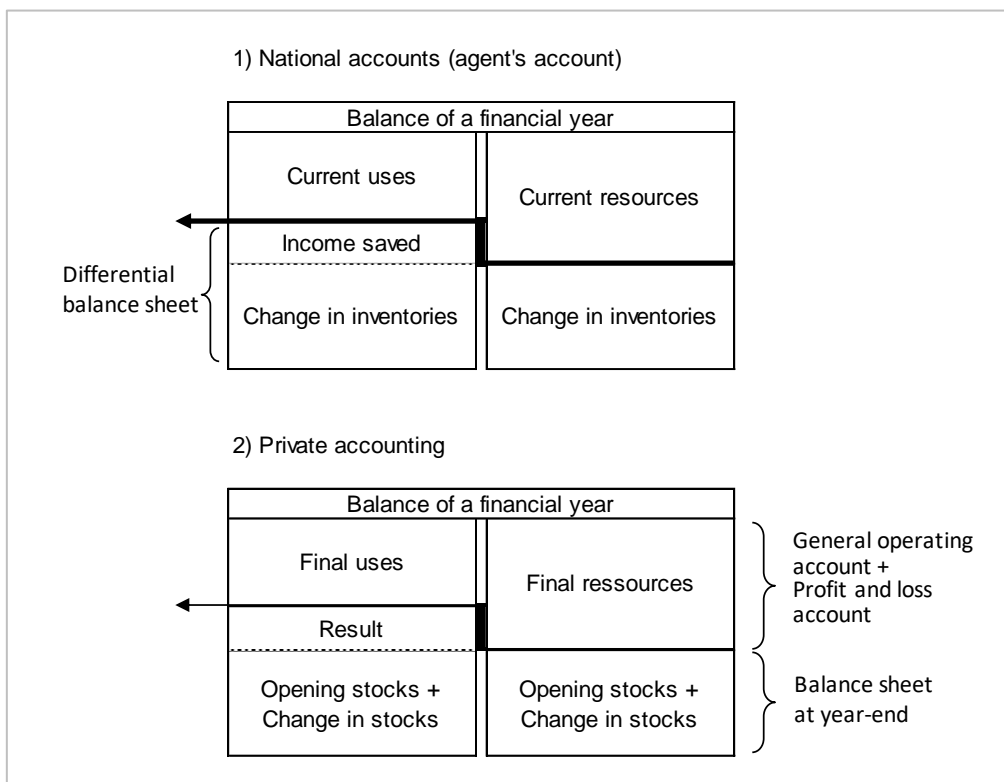 1) National accounts (agent's account)
Balance of a financial year
Current uses
Current resources
Income saved
Differential
balance sheet
Change in inventories
Change in inventories
2) Private accounting
Balance of a financial year
Final uses
Final ressources
General operating
account +
Profit and loss
account
Result
Opening stocks +
Change in stocks
Opening stocks +
Change in stocks
Balance sheet
at year-end